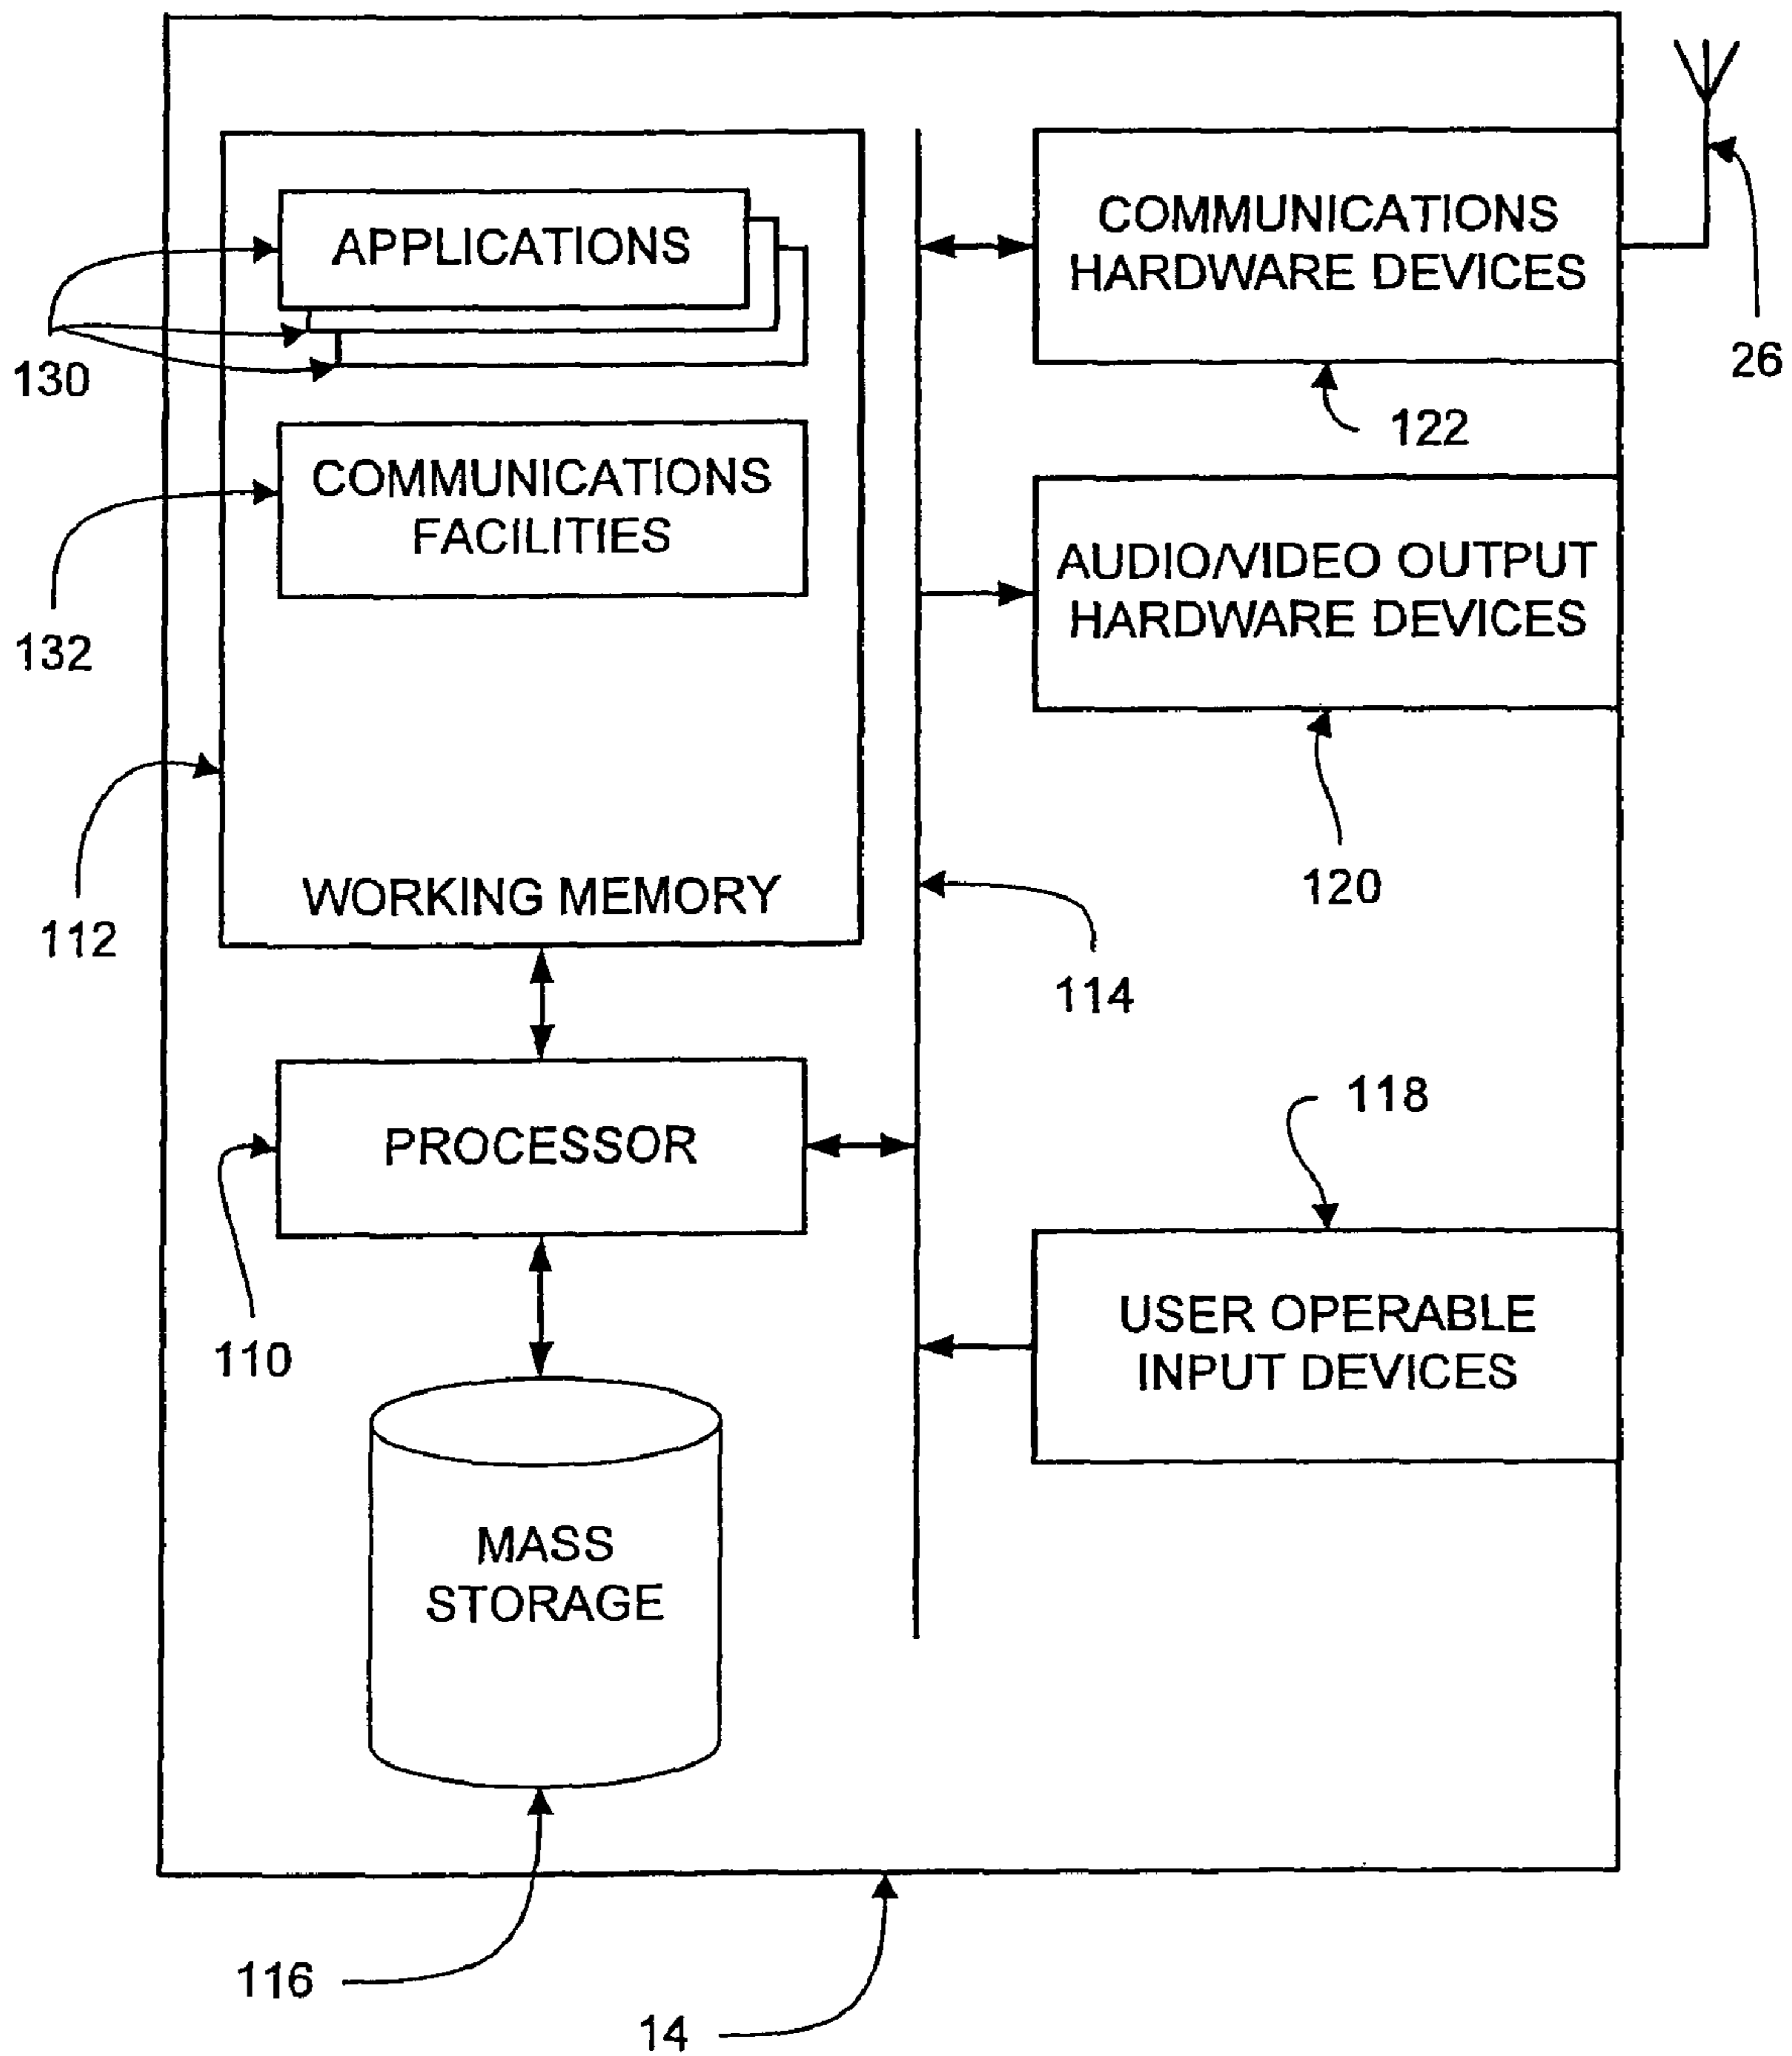 APPLICATIONS
130
COMMUNICATIONS
FACILITIES
132
WORKING MEMORY
112
PROCESSOR
110
MASS
STORAGE
116
14
COMMUNICATIONS
HARDWARE DEVICES
26
122
AUDIO/VIDEO OUTPUT
HARDWARE DEVICES
120
114
118
USER OPERABLE
INPUT DEVICES